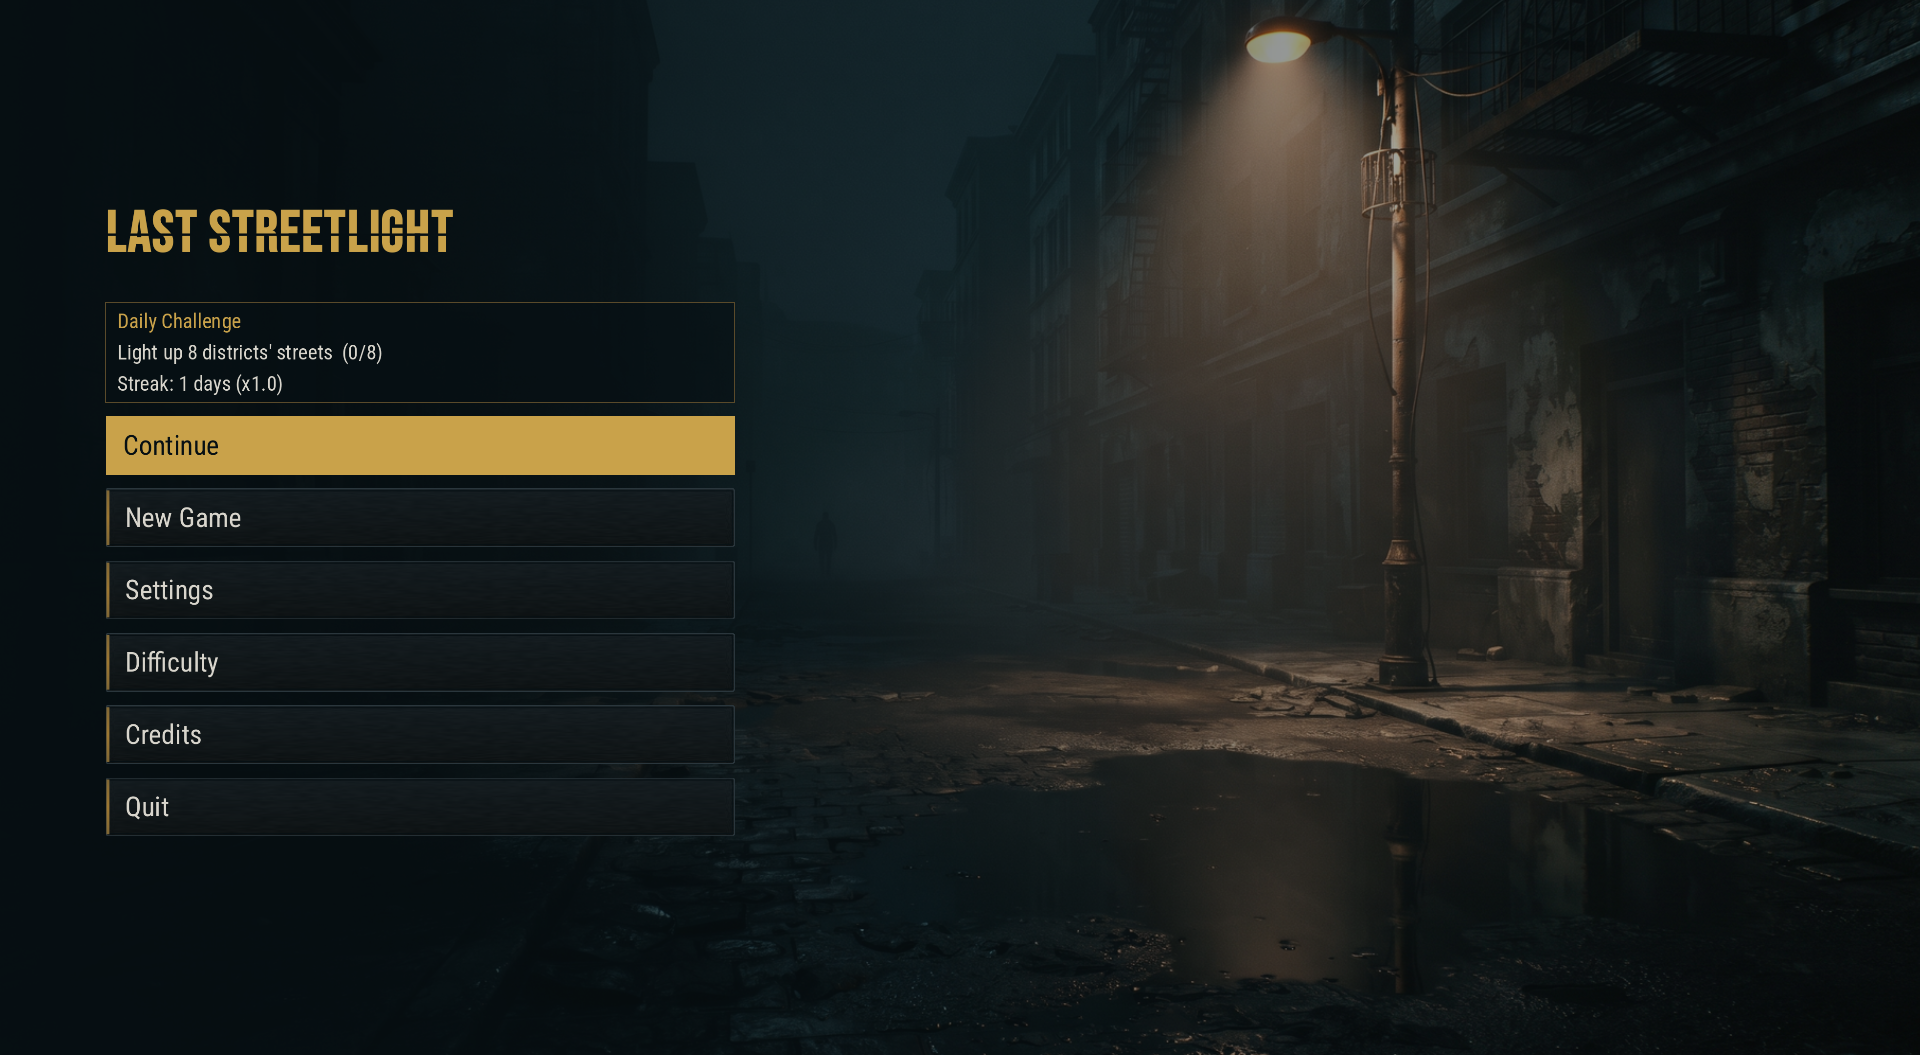 LAST STREETLIGHT
Daily Challenge
Light up 8 districts' streets (0/8)
Streak: 1 days (x1.0)
Continue
New Game
Settings
Difficulty
Credits
Quit